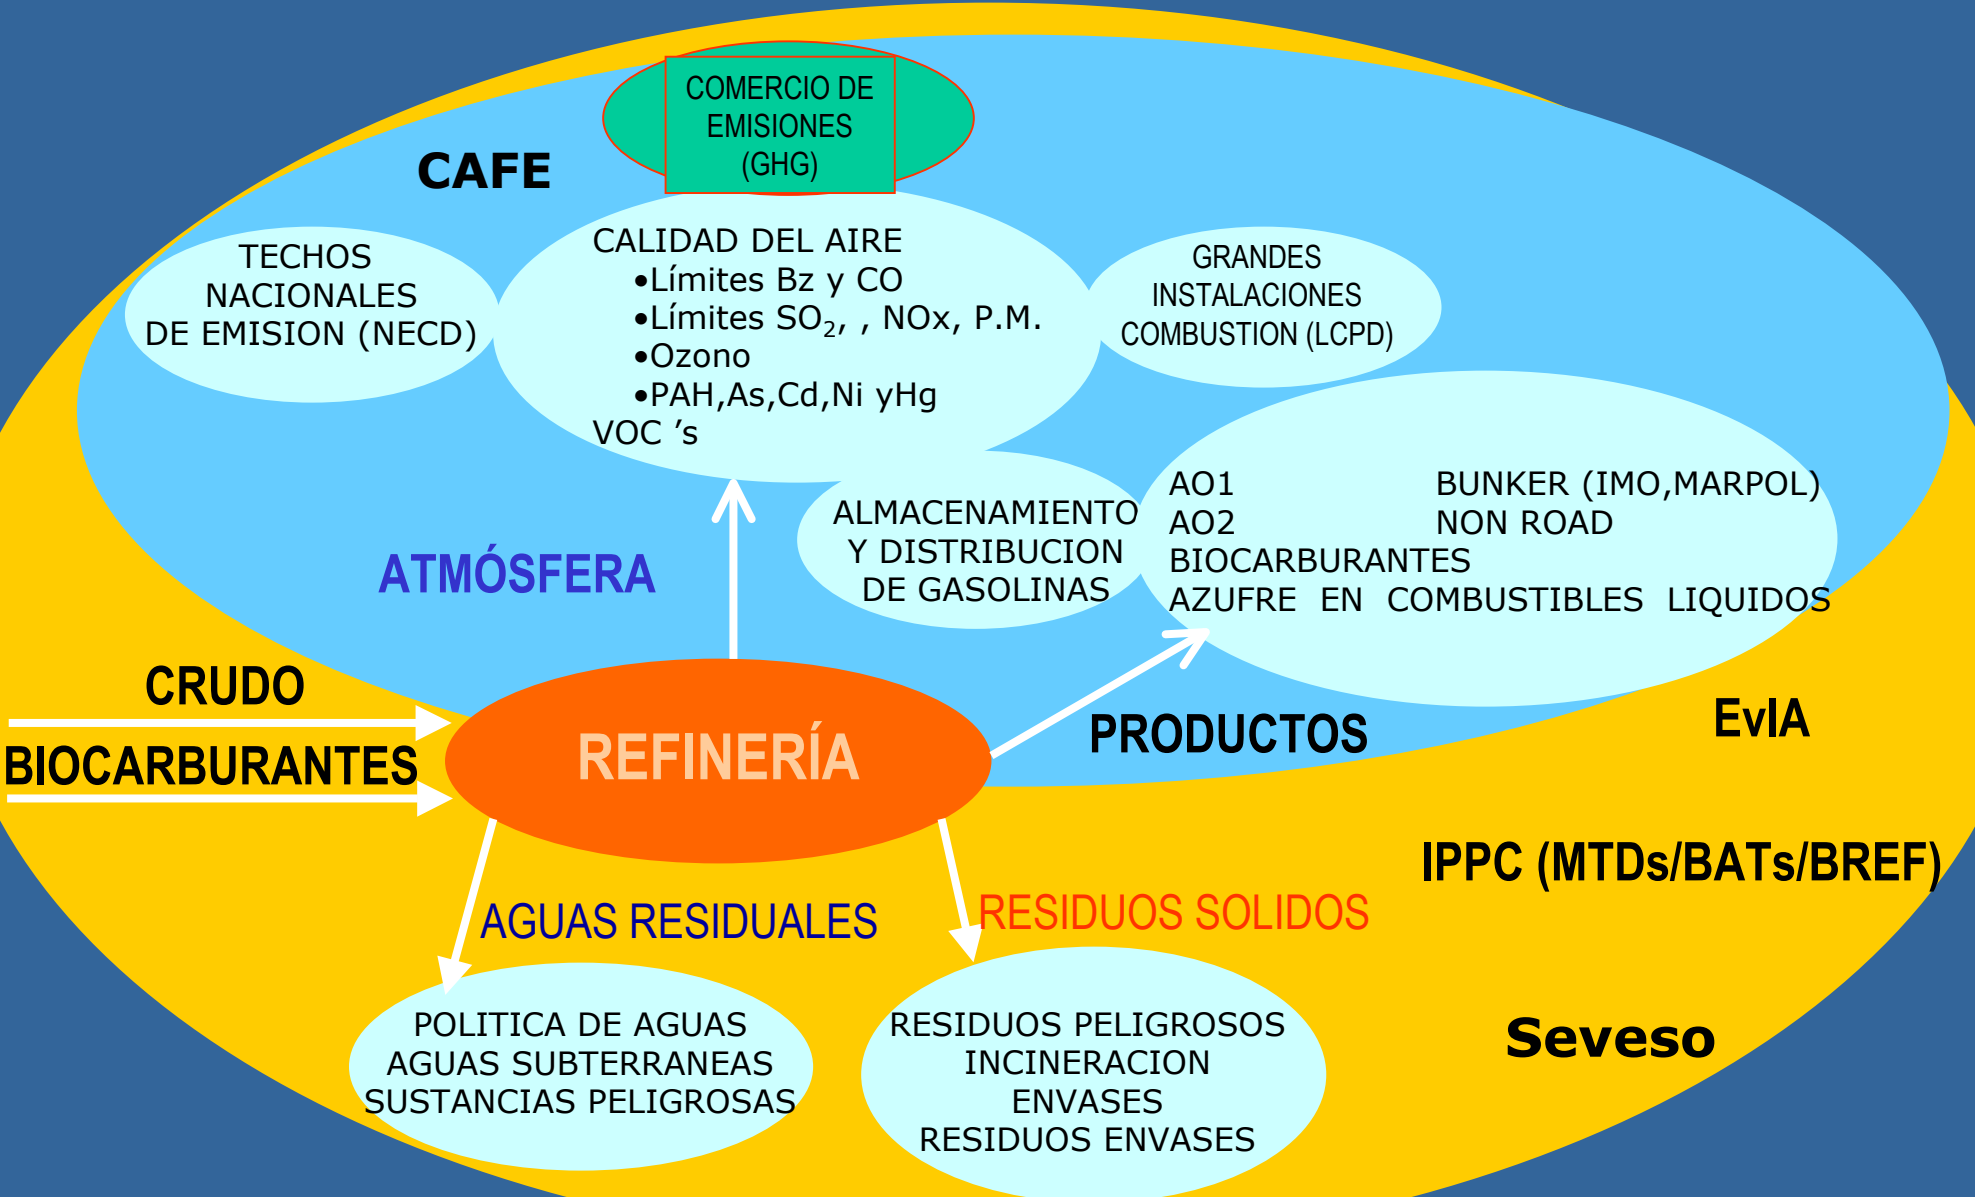 COMERCIO DE
EMISIONES
(GHG)
CAFE
TECHOS
NACIONALES
DE EMISION (NECD)
CALIDAD DEL AIRE
•Límites Bz y CO
•Límites SO₂, , NOx, P.M.
•Ozono
•PAH,As,Cd,Ni yHg
VOC ’s
GRANDES
INSTALACIONES
COMBUSTION (LCPD)
ALMACENAMIENTO
Y DISTRIBUCION
DE GASOLINAS
AO1 BUNKER (IMO,MARPOL)
AO2 NON ROAD
BIOCARBURANTES
AZUFRE EN COMBUSTIBLES LIQUIDOS
ATMÓSFERA
CRUDO
BIOCARBURANTES
REFINERÍA
PRODUCTOS
EvIA
IPPC (MTDs/BATs/BREF)
AGUAS RESIDUALES
RESIDUOS SOLIDOS
POLITICA DE AGUAS
AGUAS SUBTERRANEAS
SUSTANCIAS PELIGROSAS
RESIDUOS PELIGROSOS
INCINERACION
ENVASES
RESIDUOS ENVASES
Seveso